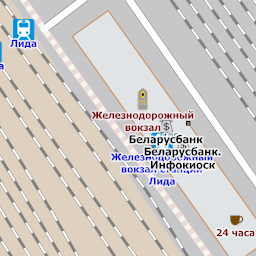 Лида
Железнодорожный
вокзал
Беларусбанк
Беларусбанк.
Инфокиоск
Железнодорожный
вокзал станции
Лида
24 часа